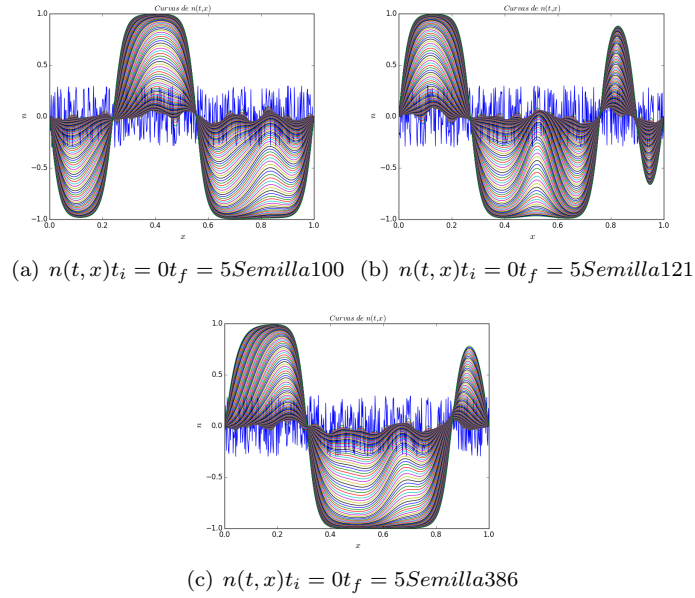 Curvas de n(t,x)
1.0
0.5
0.0
−0.5
−1.0
n
0.0 0.2 0.4 0.6 0.8 1.0
x
Curvas de n(t,x)
1.0
0.5
0.0
−0.5
−1.0
n
0.0 0.2 0.4 0.6 0.8 1.0
x
(a) n(t, x)t_i = 0t_f = 5Semilla100
(b) n(t, x)t_i = 0t_f = 5Semilla121
Curvas de n(t,x)
1.0
0.5
0.0
−0.5
−1.0
n
0.0 0.2 0.4 0.6 0.8 1.0
x
(c) n(t, x)t_i = 0t_f = 5Semilla386